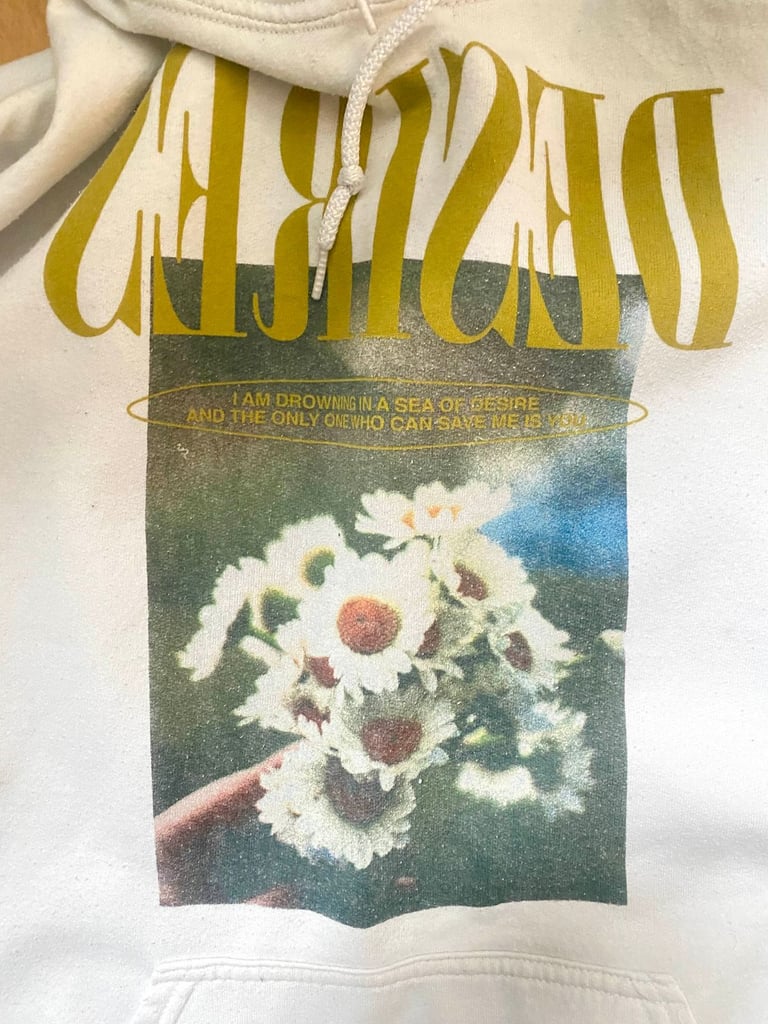 DESIRES
I AM DROWNING IN A SEA OF DESIRE
AND THE ONLY ONE WHO CAN SAVE ME IS YOU